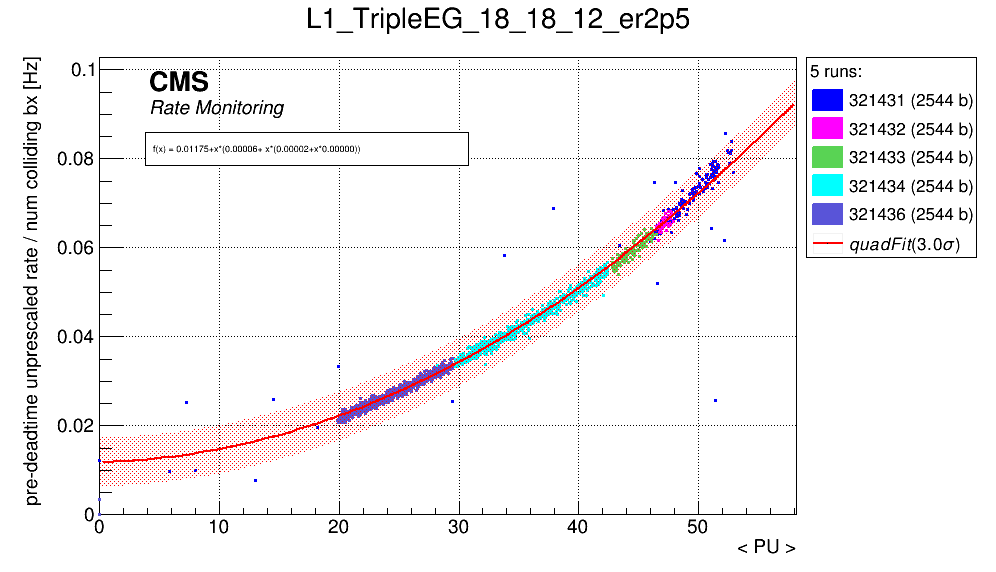 L1_TripleEG_18_18_12_er2p5
pre-deadtime unprescaled rate / num colliding bx [Hz]
0.1
0.08
0.06
0.04
0.02
0
CMS
Rate Monitoring
f(x) = 0.01175+x*(0.00006+ x*(0.00002+x*0.00000))
0 10 20 30 40 50
< PU >
5 runs:
321431 (2544 b)
321432 (2544 b)
321433 (2544 b)
321434 (2544 b)
321436 (2544 b)
quadFit(3.0σ)